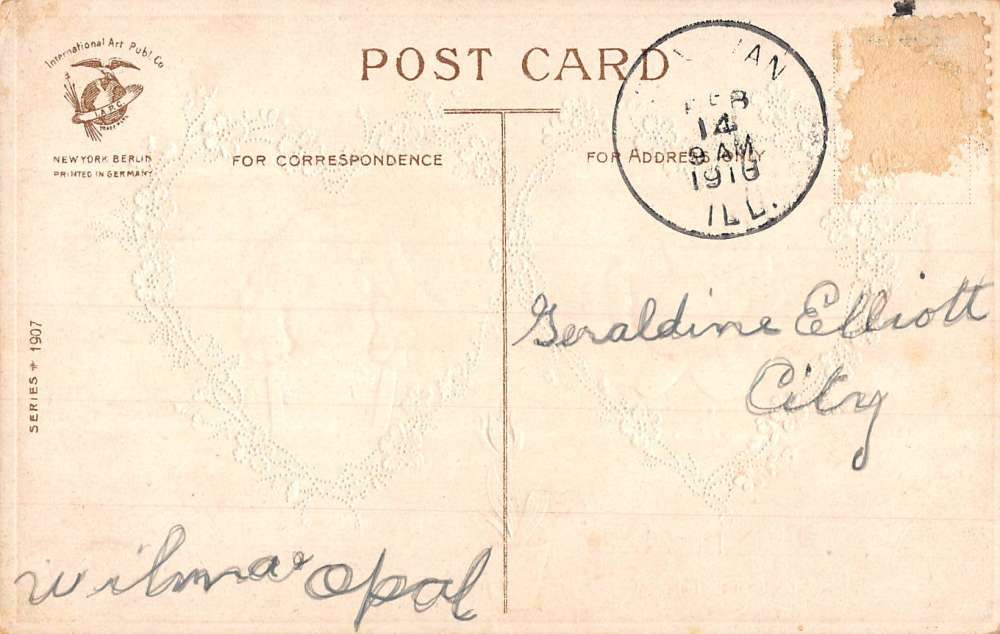 International Art Publ. Co.
I.A.P.C.
NEW YORK BERLIN
PRINTED IN GERMANY
POST CARD
FOR CORRESPONDENCE
FOR ADDRESS ONLY
FEB
14
9 AM
ILL.
SERIES 1907
Geraldine Elliott
City
Wilma Opal